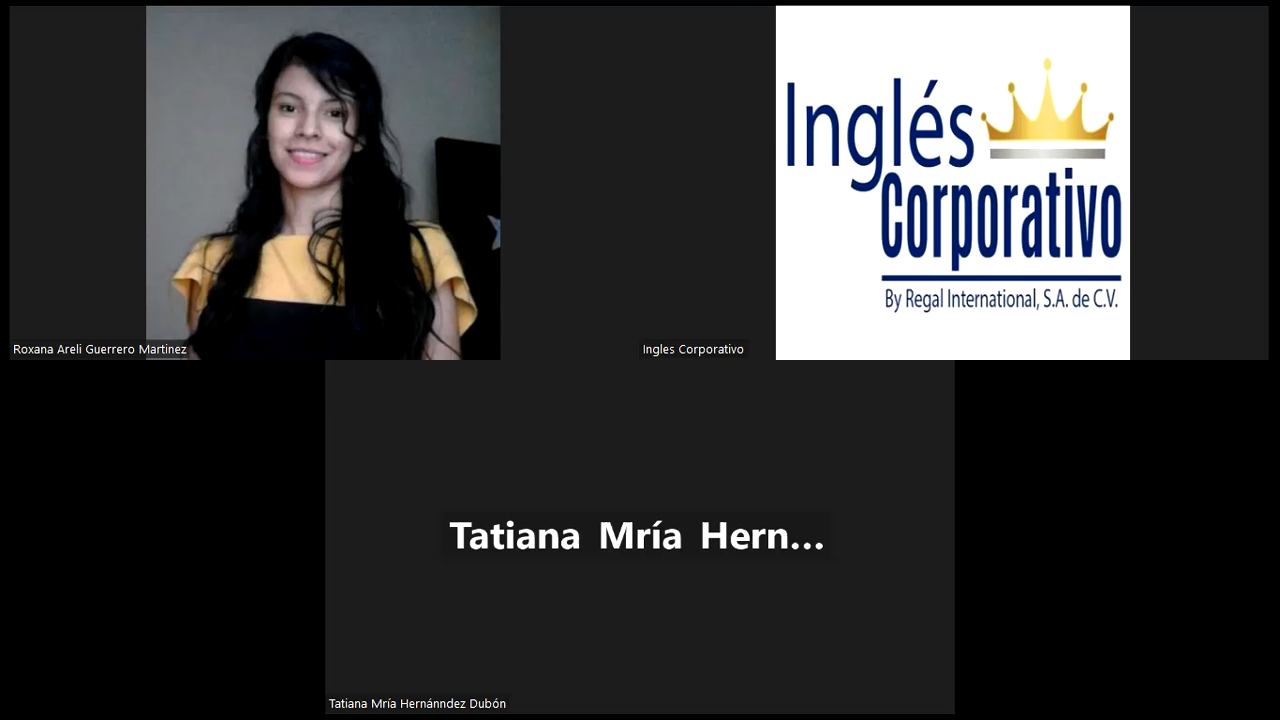 Inglés
Corporativo
By Regal International, S.A. de C.V.
Roxana Areli Guerrero Martinez
Ingles Corporativo
Tatiana Mría Hern...
Tatiana Mría Hernánndez Dubón